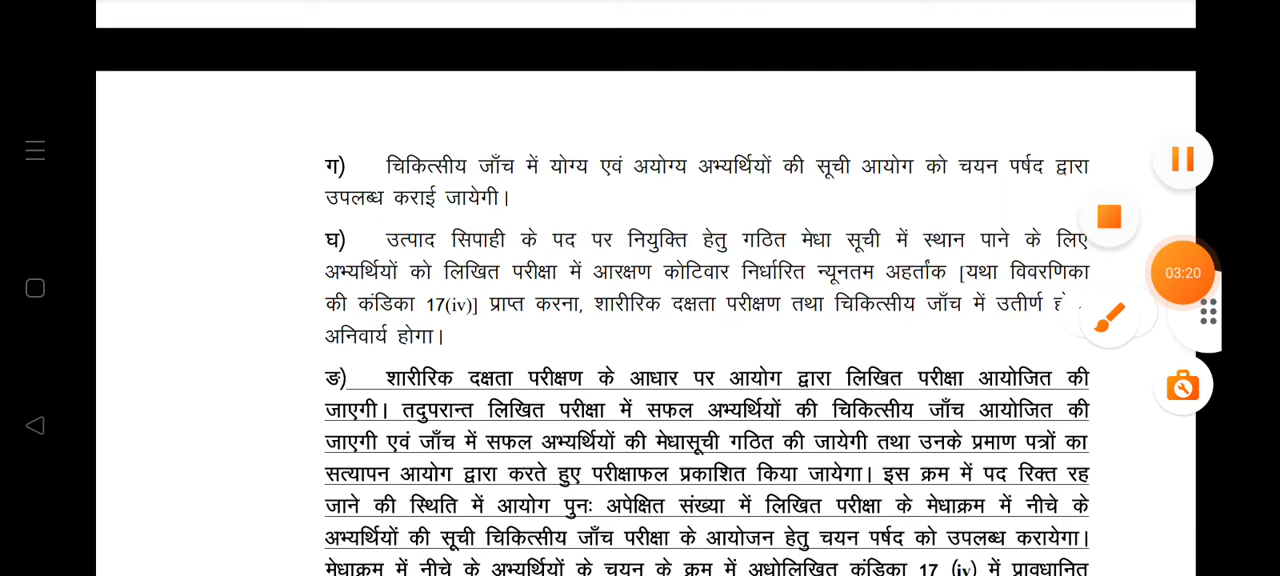 ग) चिकित्सीय जाँच में योग्य एवं अयोग्य अभ्यर्थियों की सूची आयोग को चयन पर्षद द्वारा
उपलब्ध कराई जायेगी।
घ) उत्पाद सिपाही के पद पर नियुक्ति हेतु गठित मेधा सूची में स्थान पाने के लिए
अभ्यर्थियों को लिखित परीक्षा में आरक्षण कोटिवार निर्धारित न्यूनतम अहर्तांक [यथा विवरणिका
की कंडिका 17(iv)] प्राप्त करना, शारीरिक दक्षता परीक्षण तथा चिकित्सीय जाँच में उतीर्ण
अनिवार्य होगा।
ङ) शारीरिक दक्षता परीक्षण के आधार पर आयोग द्वारा लिखित परीक्षा आयोजित की
जाएगी। तदुपरान्त लिखित परीक्षा में सफल अभ्यर्थियों की चिकित्सीय जाँच आयोजित की
जाएगी एवं जाँच में सफल अभ्यर्थियों की मेधासूची गठित की जायेगी तथा उनके प्रमाण पत्रों का
सत्यापन आयोग द्वारा करते हुए परीक्षाफल प्रकाशित किया जायेगा। इस क्रम में पद रिक्त रह
जाने की स्थिति में आयोग पुनः अपेक्षित संख्या में लिखित परीक्षा के मेधाक्रम में नीचे के
अभ्यर्थियों की सूची चिकित्सीय जाँच परीक्षा के आयोजन हेतु चयन पर्षद को उपलब्ध करायेगा।
मेधाक्रम में नीचे के अभ्यर्थियों के चयन के क्रम में अधोलिखित कंडिका 17 (iv) में प्रावधानित
03:20